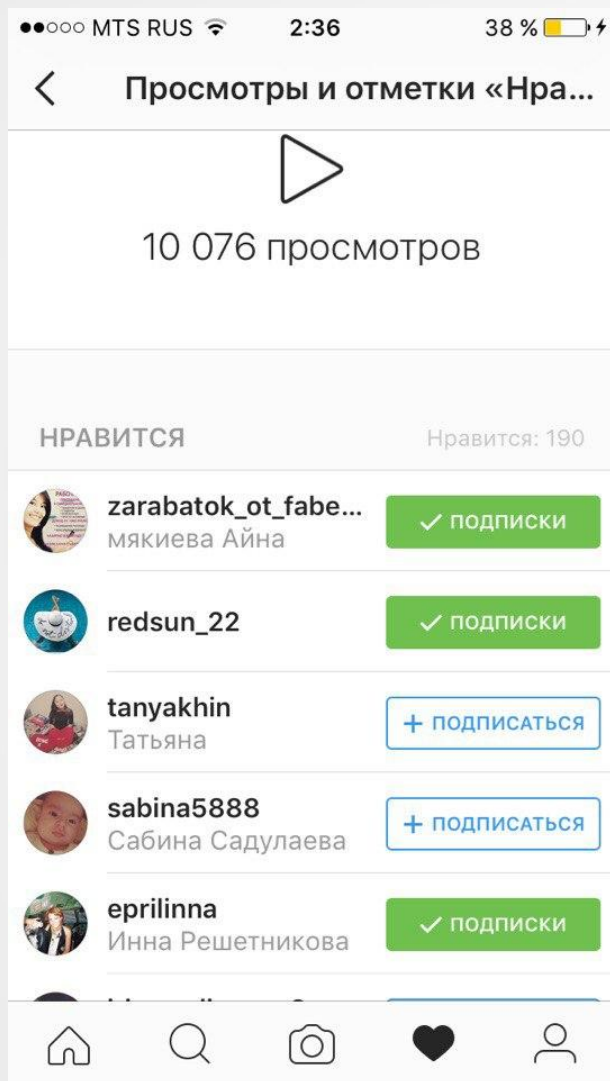 MTS RUS 2:36 38 %
Просмотры и отметки «Нра...
10 076 просмотров
НРАВИТСЯ Нравится: 190
zarabatok_ot_fabe...
мякиева Айна
ПОДПИСКИ
redsun_22
ПОДПИСКИ
tanyakhin
Татьяна
+ ПОДПИСАТЬСЯ
sabina5888
Сабина Садулаева
+ ПОДПИСАТЬСЯ
eprilinna
Инна Решетникова
ПОДПИСКИ